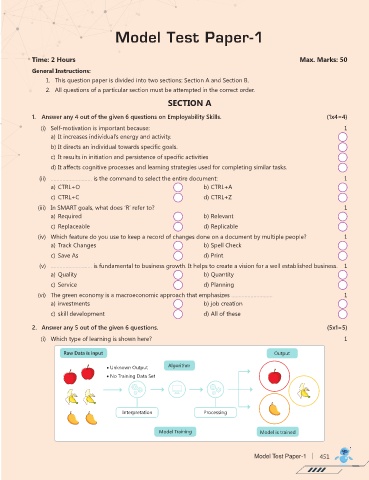 Model Test Paper-1
Time: 2 Hours Max. Marks: 50
General Instructions:
1. This question paper is divided into two sections: Section A and Section B.
2. All questions of a particular section must be attempted in the correct order.
SECTION A
1. Answer any 4 out of the given 6 questions on Employability Skills. (1x4=4)
(i) Self-motivation is important because: 1
a) It increases individual's energy and activity.
b) It directs an individual towards specific goals.
c) It results in initiation and persistence of specific activities
d) It affects cognitive processes and learning strategies used for completing similar tasks.
(ii) ........................ is the command to select the entire document: 1
a) CTRL+O b) CTRL+A
c) CTRL+C d) CTRL+Z
(iii) In SMART goals, what does 'R' refer to? 1
a) Required b) Relevant
c) Replaceable d) Replicable
(iv) Which feature do you use to keep a record of changes done on a document by multiple people? 1
a) Track Changes b) Spell Check
c) Save As d) Print
(v) ........................ is fundamental to business growth. It helps to create a vision for a well established business. 1
a) Quality b) Quantity
c) Service d) Planning
(vi) The green economy is a macroeconomic approach that emphasizes ........................ 1
a) investments b) job creation
c) skill development d) All of these
2. Answer any 5 out of the given 6 questions. (5x1=5)
(i) Which type of learning is shown here? 1
Raw Data is input
• Unknown Output
• No Training Data Set
Algorithm
Output
Interpretation
Processing
Model Training
Model is trained
Model Test Paper-1 | 451